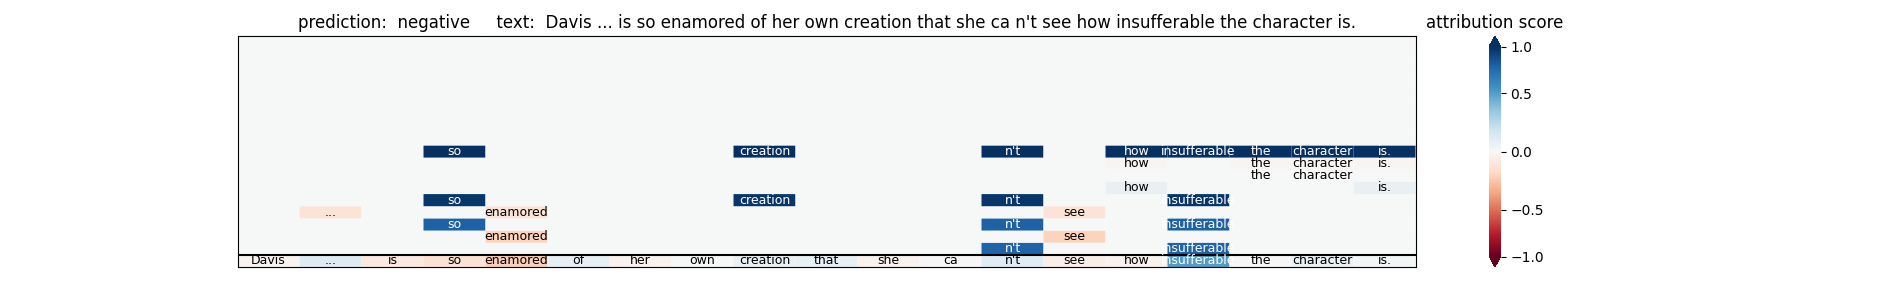 prediction:  negative     text:  Davis ... is so enamored of her own creation that she ca n't see how insufferable the character is.
attribution score
so creation n't how insufferable the character is.
how the character is.
the character
how is.
so creation n't insufferable
... enamored see
so n't insufferable
enamored see
n't insufferable
Davis ... is so enamored of her own creation that she ca n't see how insufferable the character is.
1.0
0.5
0.0
−0.5
−1.0